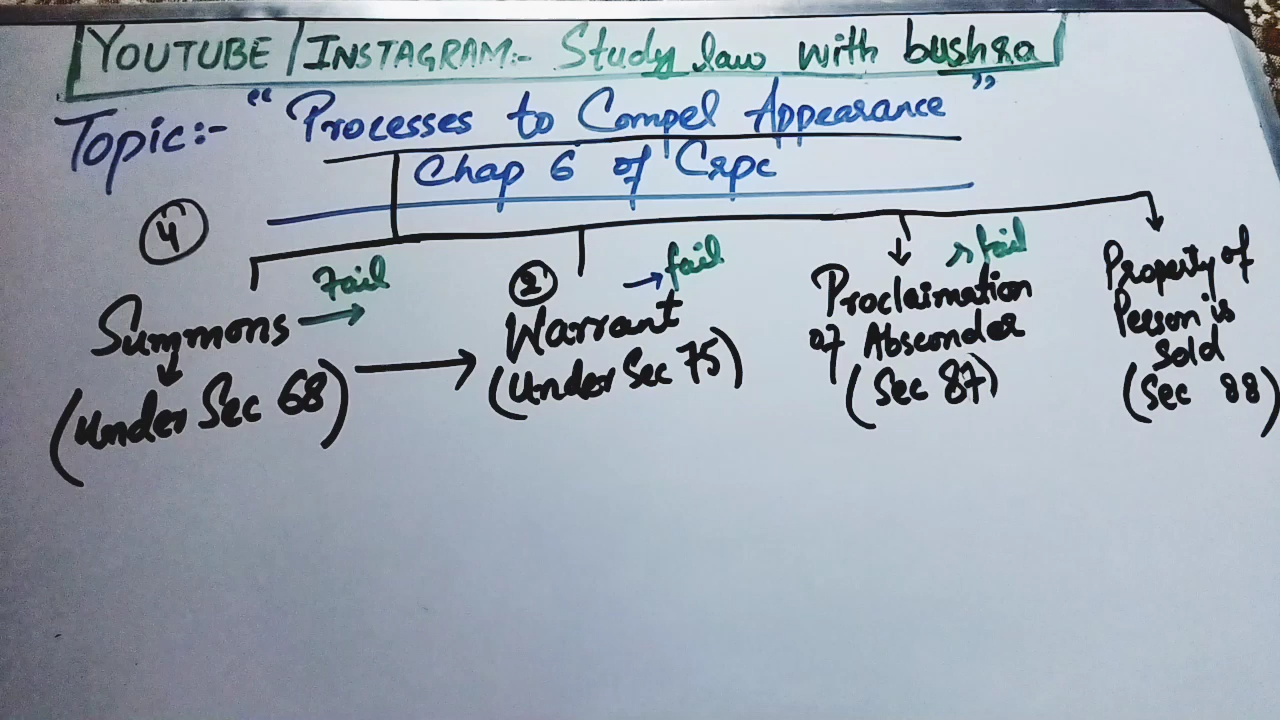 YOUTUBE / INSTAGRAM:- Study law with bushra
Topic:- "Processes to Compel Appearance"
Chap 6 of Crpc
4
Fail
Summons
(Under Sec 68)
2
fail
Warrant
(Under Sec 75)
fail
Proclaimation
of Absconder
(Sec 87)
Property of
Person is
Sold
(Sec 88)